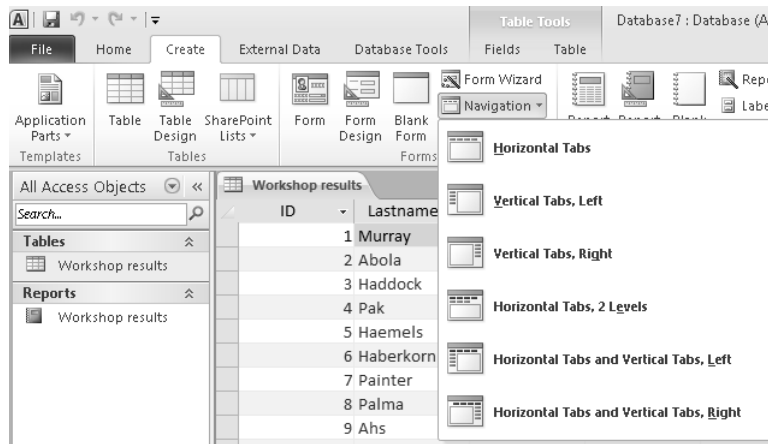 A
Table Tools
Database7 : Database (A
File Home Create External Data Database Tools Fields Table
Form Wizard
Navigation
Application Parts
Table
Table Design
SharePoint Lists
Form
Form Design
Blank Form
Templates
Tables
Forms
Horizontal Tabs
Vertical Tabs, Left
Vertical Tabs, Right
Horizontal Tabs, 2 Levels
Horizontal Tabs and Vertical Tabs, Left
Horizontal Tabs and Vertical Tabs, Right
All Access Objects
Search...
Tables
Workshop results
Reports
Workshop results
Workshop results
ID Lastname
1 Murray
2 Abola
3 Haddock
4 Pak
5 Haemels
6 Haberkorn
7 Painter
8 Palma
9 Ahs